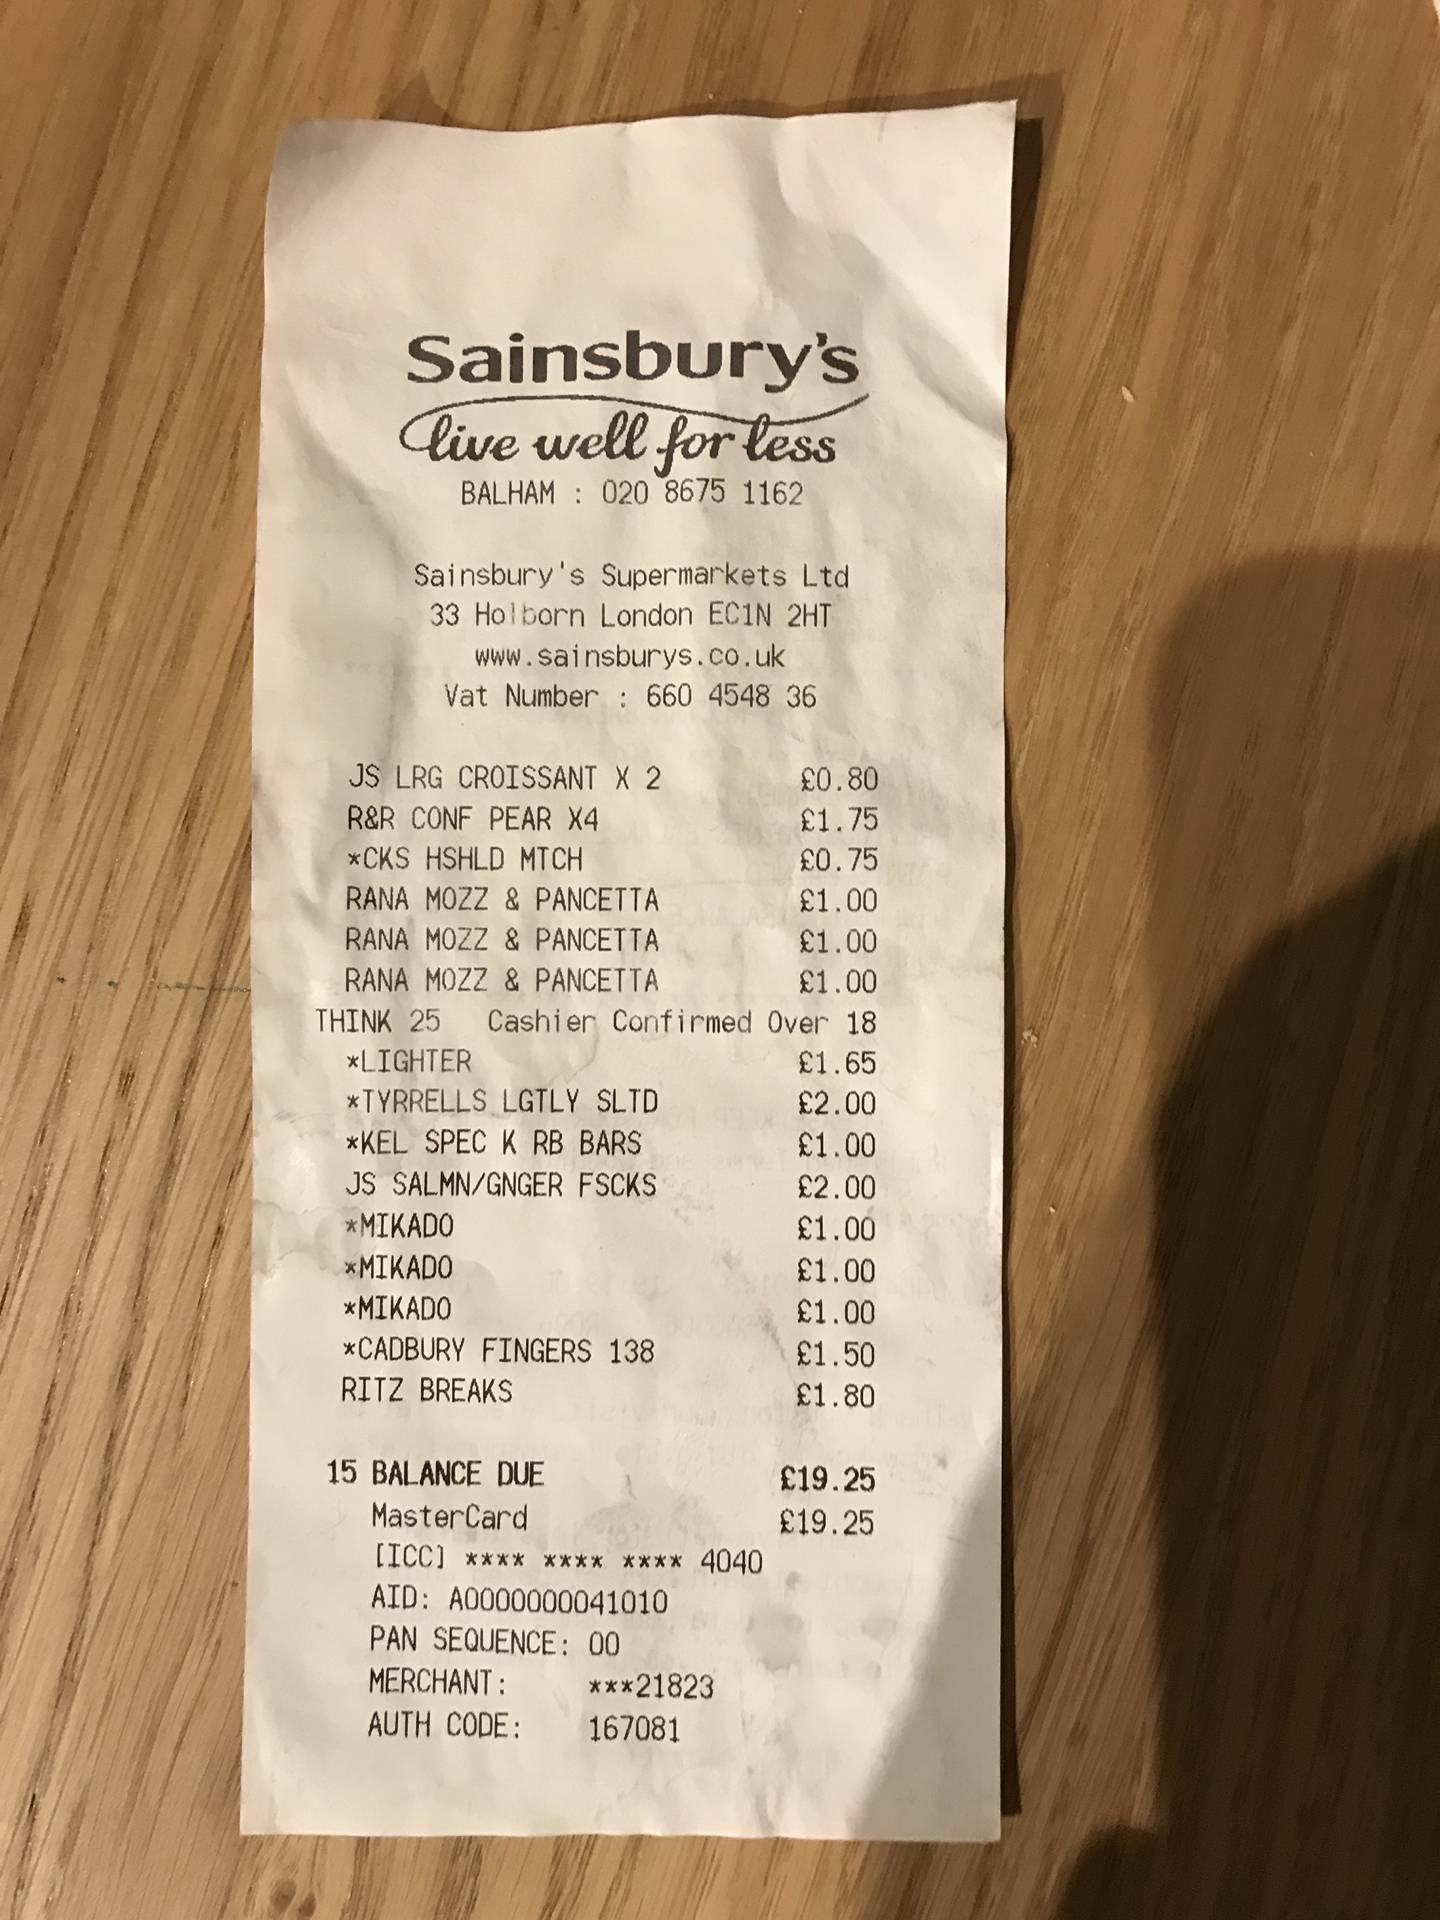 Sainsbury's
live well for less
BALHAM : 020 8675 1162
Sainsbury's Supermarkets Ltd
33 Holborn London EC1N 2HT
www.sainsburys.co.uk
Vat Number : 660 4548 36
JS LRG CROISSANT X 2 £0.80
R&R CONF PEAR X4 £1.75
*CKS HSHLD MTCH £0.75
RANA MOZZ & PANCETTA £1.00
RANA MOZZ & PANCETTA £1.00
RANA MOZZ & PANCETTA £1.00
THINK 25 Cashier Confirmed Over 18
*LIGHTER £1.65
*TYRRELLS LGTLY SLTD £2.00
*KEL SPEC K RB BARS £1.00
JS SALMN/GNGER FSCKS £2.00
*MIKADO £1.00
*MIKADO £1.00
*MIKADO £1.00
*CADBURY FINGERS 138 £1.50
RITZ BREAKS £1.80
15 BALANCE DUE £19.25
MasterCard £19.25
[ICC] **** **** **** 4040
AID: A0000000041010
PAN SEQUENCE: 00
MERCHANT: ***21823
AUTH CODE: 167081